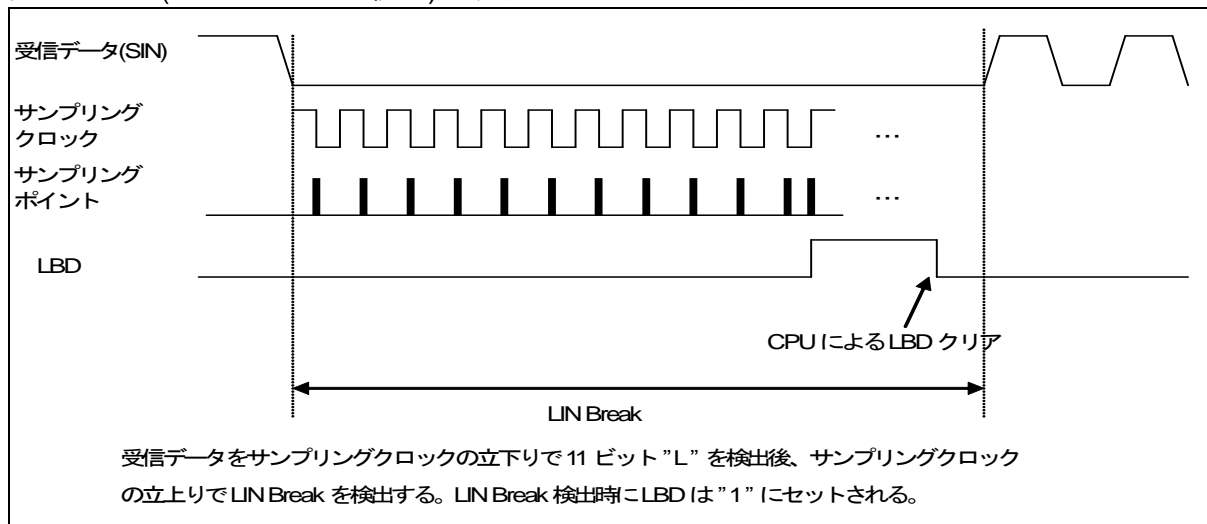 受信データ(SIN)
サンプリング
クロック
…
サンプリング
ポイント
…
LBD
CPUによるLBDクリア
LIN Break
受信データをサンプリングクロックの立下りで11 ビット ”L” を検出後、サンプリングクロック
の立上りでLIN Break を検出する。LIN Break 検出時にLBD は ”1” にセットされる。